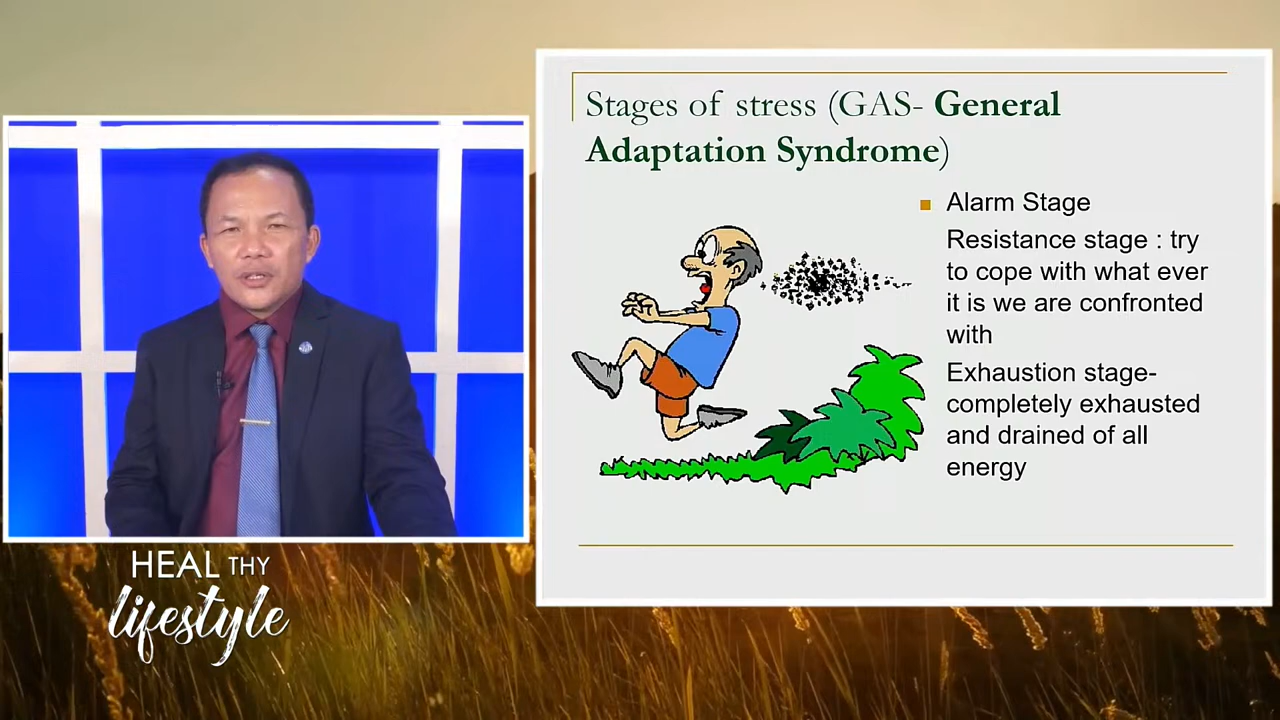 Stages of stress (GAS- General
Adaptation Syndrome)
Alarm Stage
Resistance stage : try
to cope with what ever
it is we are confronted
with
Exhaustion stage-
completely exhausted
and drained of all
energy
HEAL THY
lifestyle